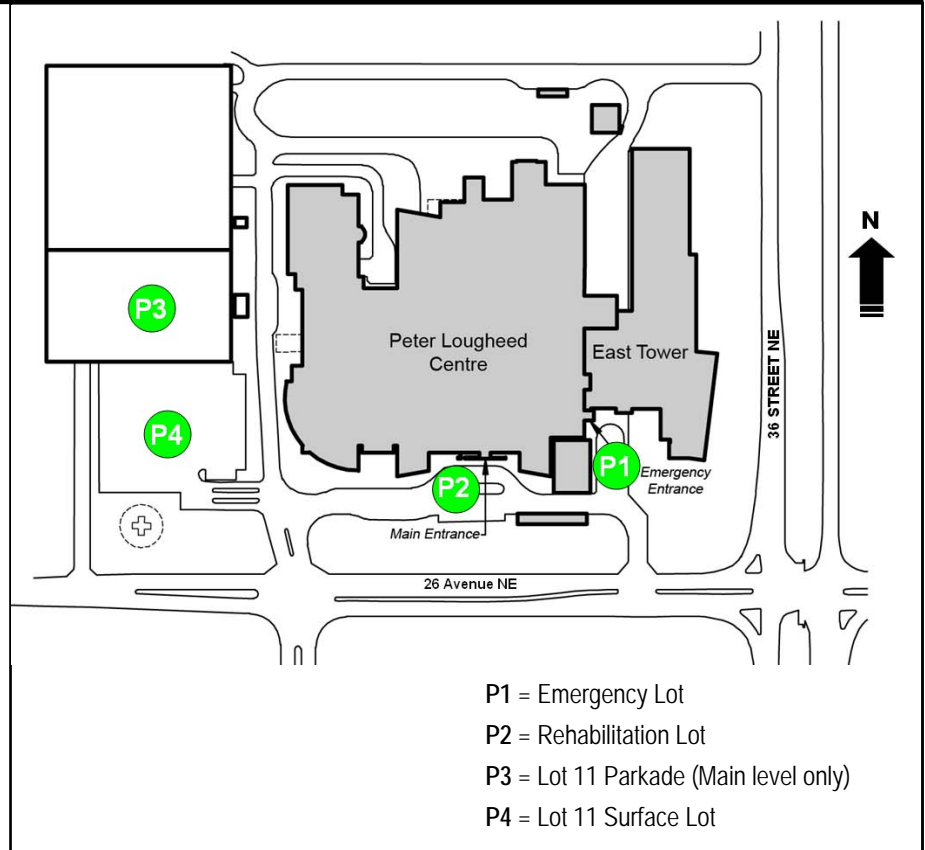 N
P3
Peter Lougheed
Centre
East Tower
36 STREET NE
P4
P1
Emergency
Entrance
P2
Main Entrance
26 Avenue NE
P1 = Emergency Lot
P2 = Rehabilitation Lot
P3 = Lot 11 Parkade (Main level only)
P4 = Lot 11 Surface Lot